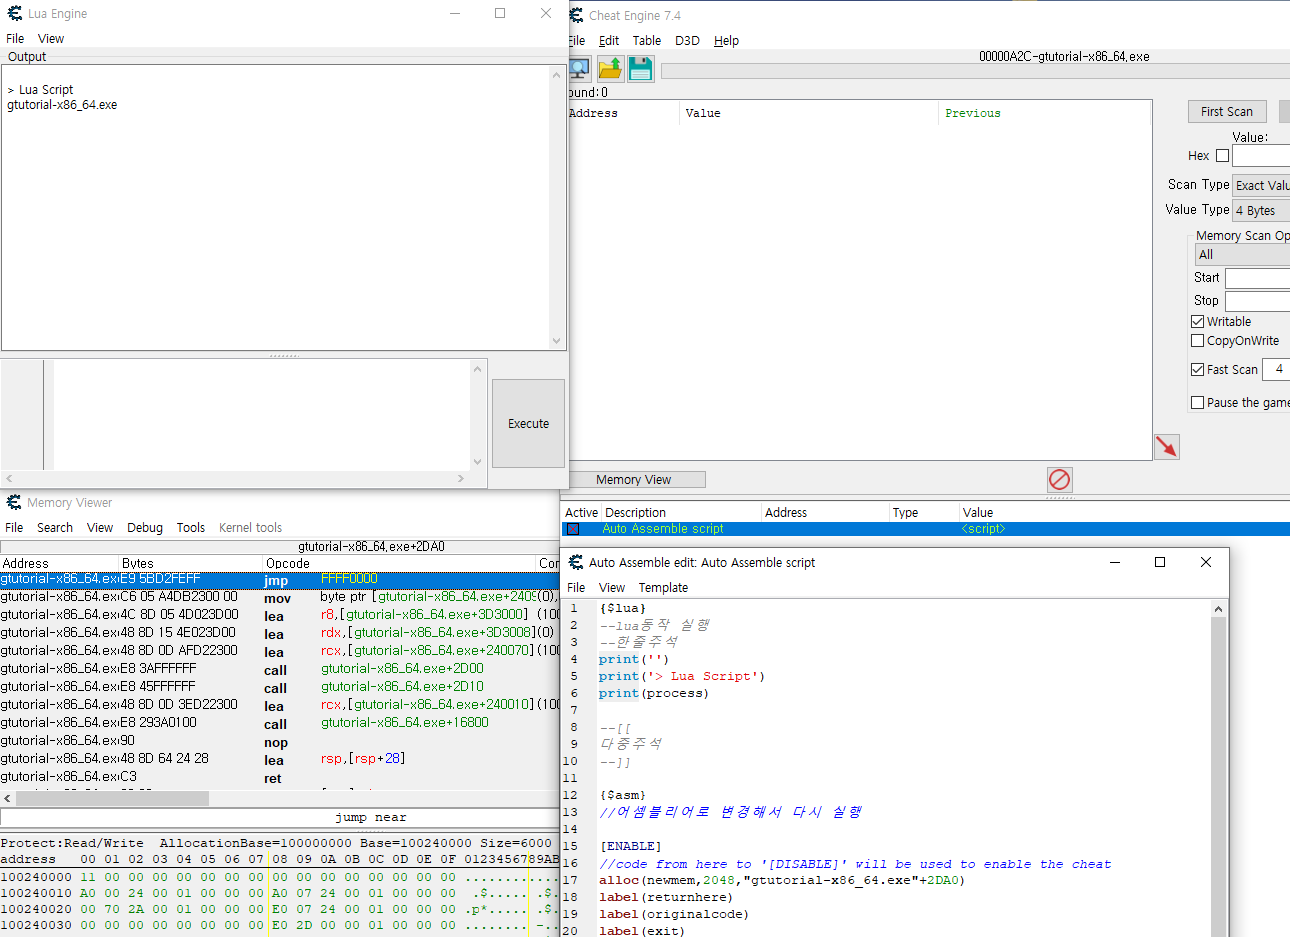 Lua Engine
File View
Output
> Lua Script
gtutorial-x86_64.exe
Execute
Cheat Engine 7.4
File Edit Table D3D Help
00000A2C-gtutorial-x86_64.exe
ound:0
Address Value Previous
First Scan
Value:
Hex
Scan Type Exact Valu
Value Type 4 Bytes
Memory Scan Op
All
Start
Stop
Writable
CopyOnWrite
Fast Scan 4
Pause the game
Memory View
Active Description Address Type Value
Auto Assemble script <script>
Memory Viewer
File Search View Debug Tools Kernel tools
gtutorial-x86_64.exe+2DA0
Address Bytes Opcode Cor
gtutorial-x86_64.ex E9 5BD2FEFF jmp FFFF0000
gtutorial-x86_64.ex C6 05 A4DB2300 00 mov byte ptr [gtutorial-x86_64.exe+2409 (0),
gtutorial-x86_64.ex 4C 8D 05 4D023D00 lea r8,[gtutorial-x86_64.exe+3D3000] (100
gtutorial-x86_64.ex 48 8D 15 4E023D00 lea rdx,[gtutorial-x86_64.exe+3D3008] (0)
gtutorial-x86_64.ex 48 8D 0D AFD22300 lea rcx,[gtutorial-x86_64.exe+240070] (100
gtutorial-x86_64.ex E8 3AFFFFFF call gtutorial-x86_64.exe+2D00
gtutorial-x86_64.ex E8 45FFFFFF call gtutorial-x86_64.exe+2D10
gtutorial-x86_64.ex 48 8D 0D 3ED22300 lea rcx,[gtutorial-x86_64.exe+240010] (100
gtutorial-x86_64.ex E8 293A0100 call gtutorial-x86_64.exe+16800
gtutorial-x86_64.ex 90 nop
gtutorial-x86_64.ex 48 8D 64 24 28 lea rsp,[rsp+28]
gtutorial-x86_64.ex C3 ret
jump near
Protect:Read/Write AllocationBase=100000000 Base=100240000 Size=6000
address 00 01 02 03 04 05 06 07 08 09 0A 0B 0C 0D 0E 0F 0123456789AB
100240000 11 00 00 00 00 00 00 00 00 00 00 00 00 00 00 00 ............
100240010 A0 00 24 00 01 00 00 00 A0 07 24 00 01 00 00 00 .$..... .$.
100240020 00 70 2A 00 01 00 00 00 E0 07 24 00 01 00 00 00 .p*..... .$.
100240030 00 00 00 00 00 00 00 00 E0 2D 00 00 01 00 00 00 ........ -..
Auto Assemble edit: Auto Assemble script
File View Template
1 {$lua}
2 --lua동작 실행
3 --한줄주석
4 print('')
5 print('> Lua Script')
6 print(process)
7
8 --[[
9 다중주석
10 --]]
11
12 {$asm}
13 //어셈블리어로 변경해서 다시 실행
14
15 [ENABLE]
16 //code from here to '[DISABLE]' will be used to enable the cheat
17 alloc(newmem,2048,"gtutorial-x86_64.exe"+2DA0)
18 label(returnhere)
19 label(originalcode)
20 label(exit)